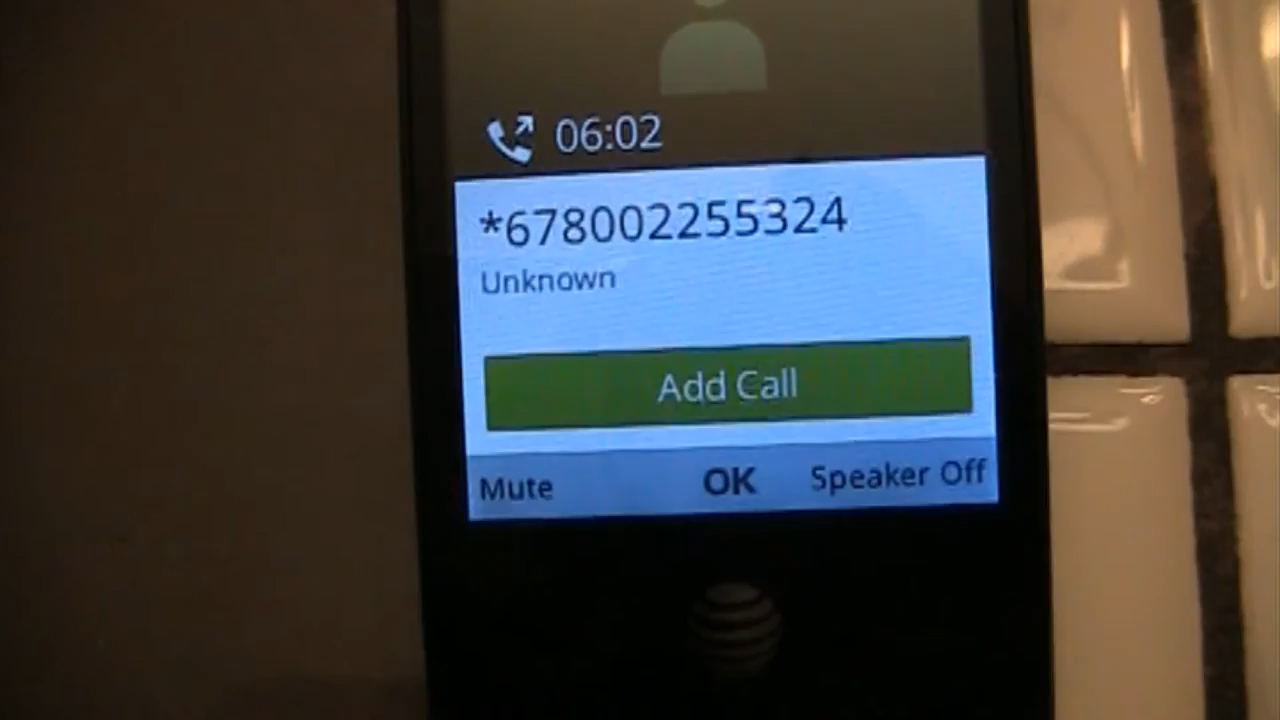 06:02
*678002255324
Unknown
Add Call
Mute OK Speaker Off